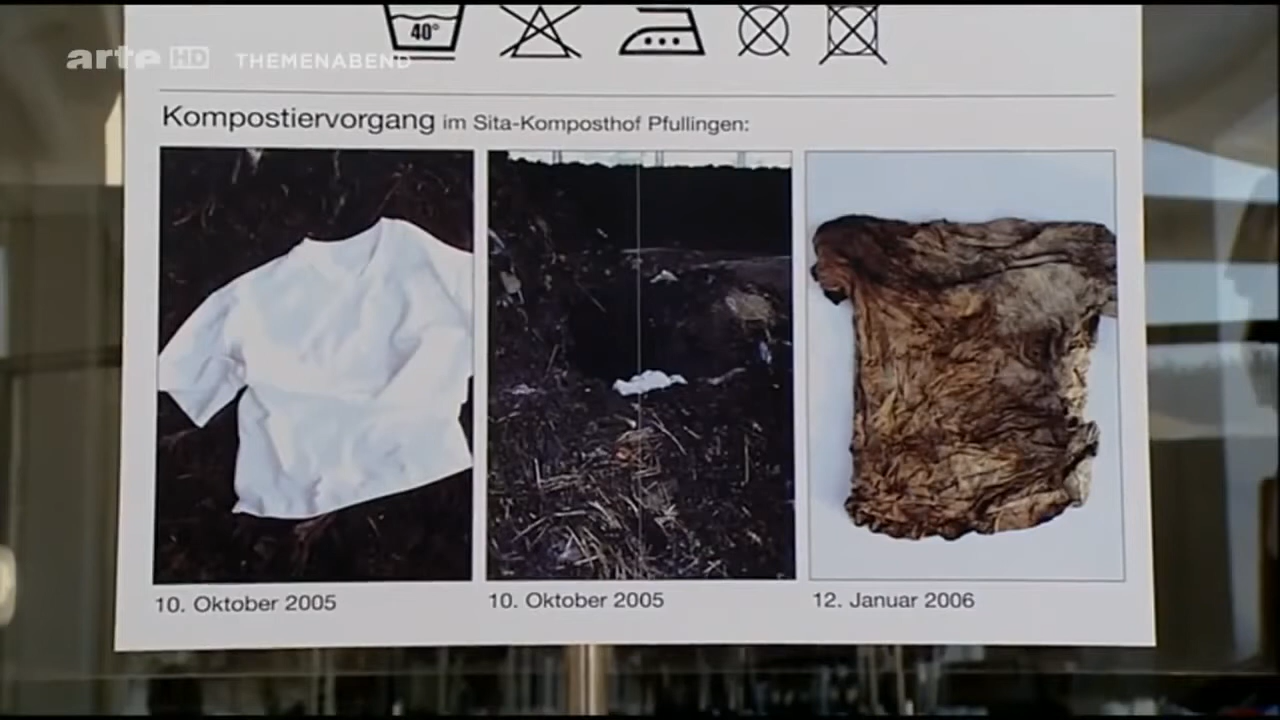 40°
arte HD THEMENABEND
Kompostiervorgang im Sita-Komposthof Pfullingen:
10. Oktober 2005
10. Oktober 2005
12. Januar 2006